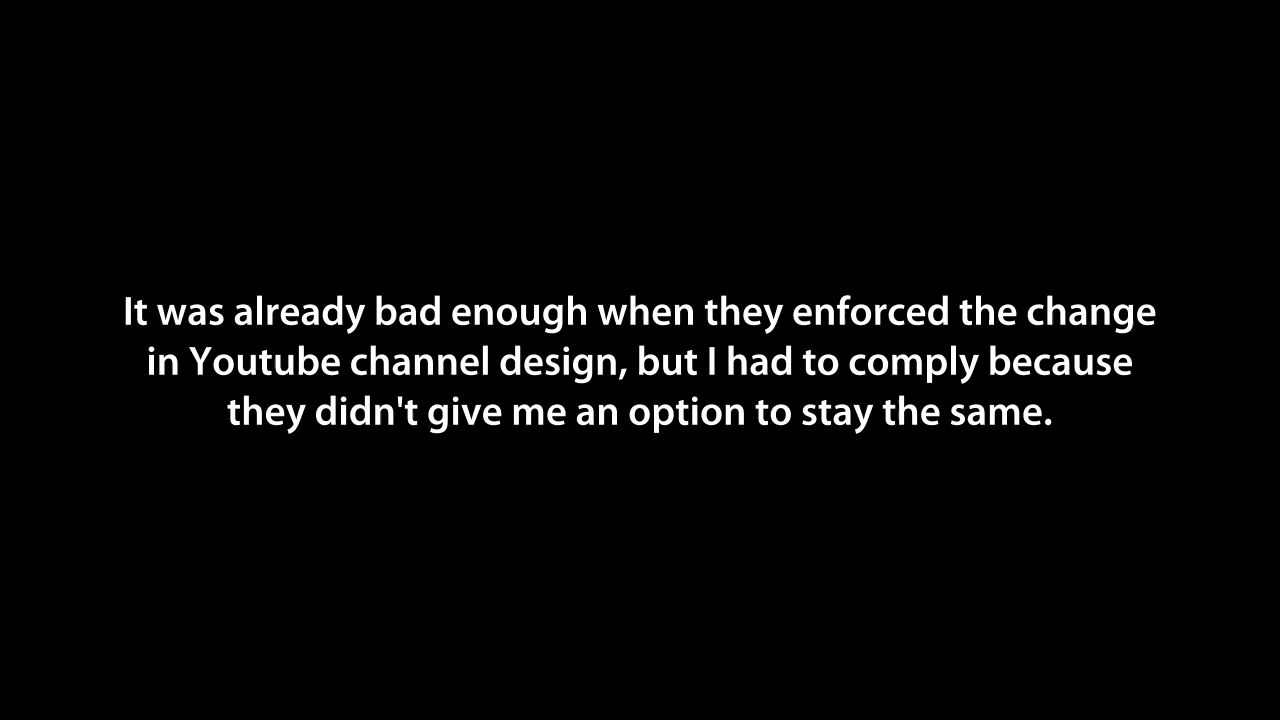 It was already bad enough when they enforced the change
in Youtube channel design, but I had to comply because
they didn't give me an option to stay the same.